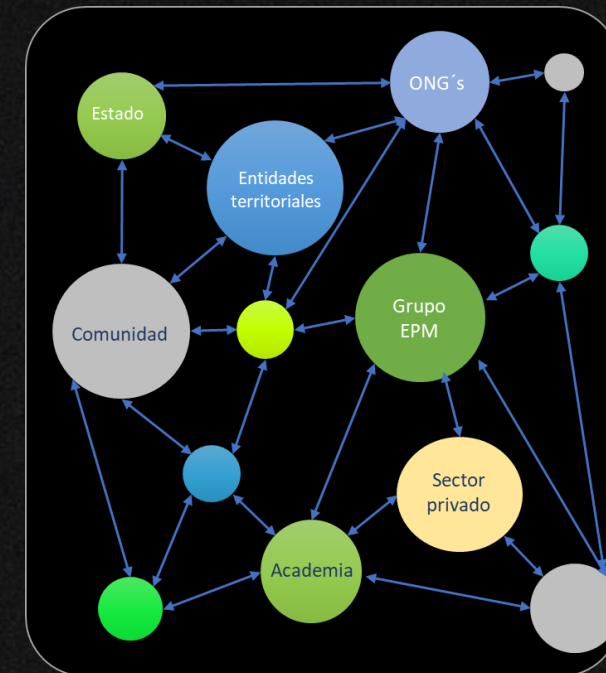 ONG´s
Estado
Entidades
territoriales
Grupo
EPM
Comunidad
Sector
privado
Academia